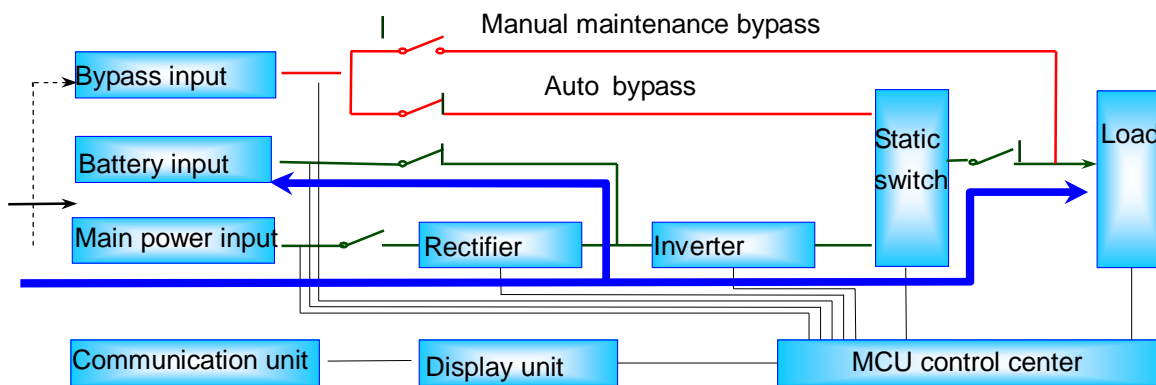 Manual maintenance bypass
Bypass input
Auto bypass
Static
switch
Load
Battery input
Main power input
Rectifier
Inverter
Communication unit
Display unit
MCU control center